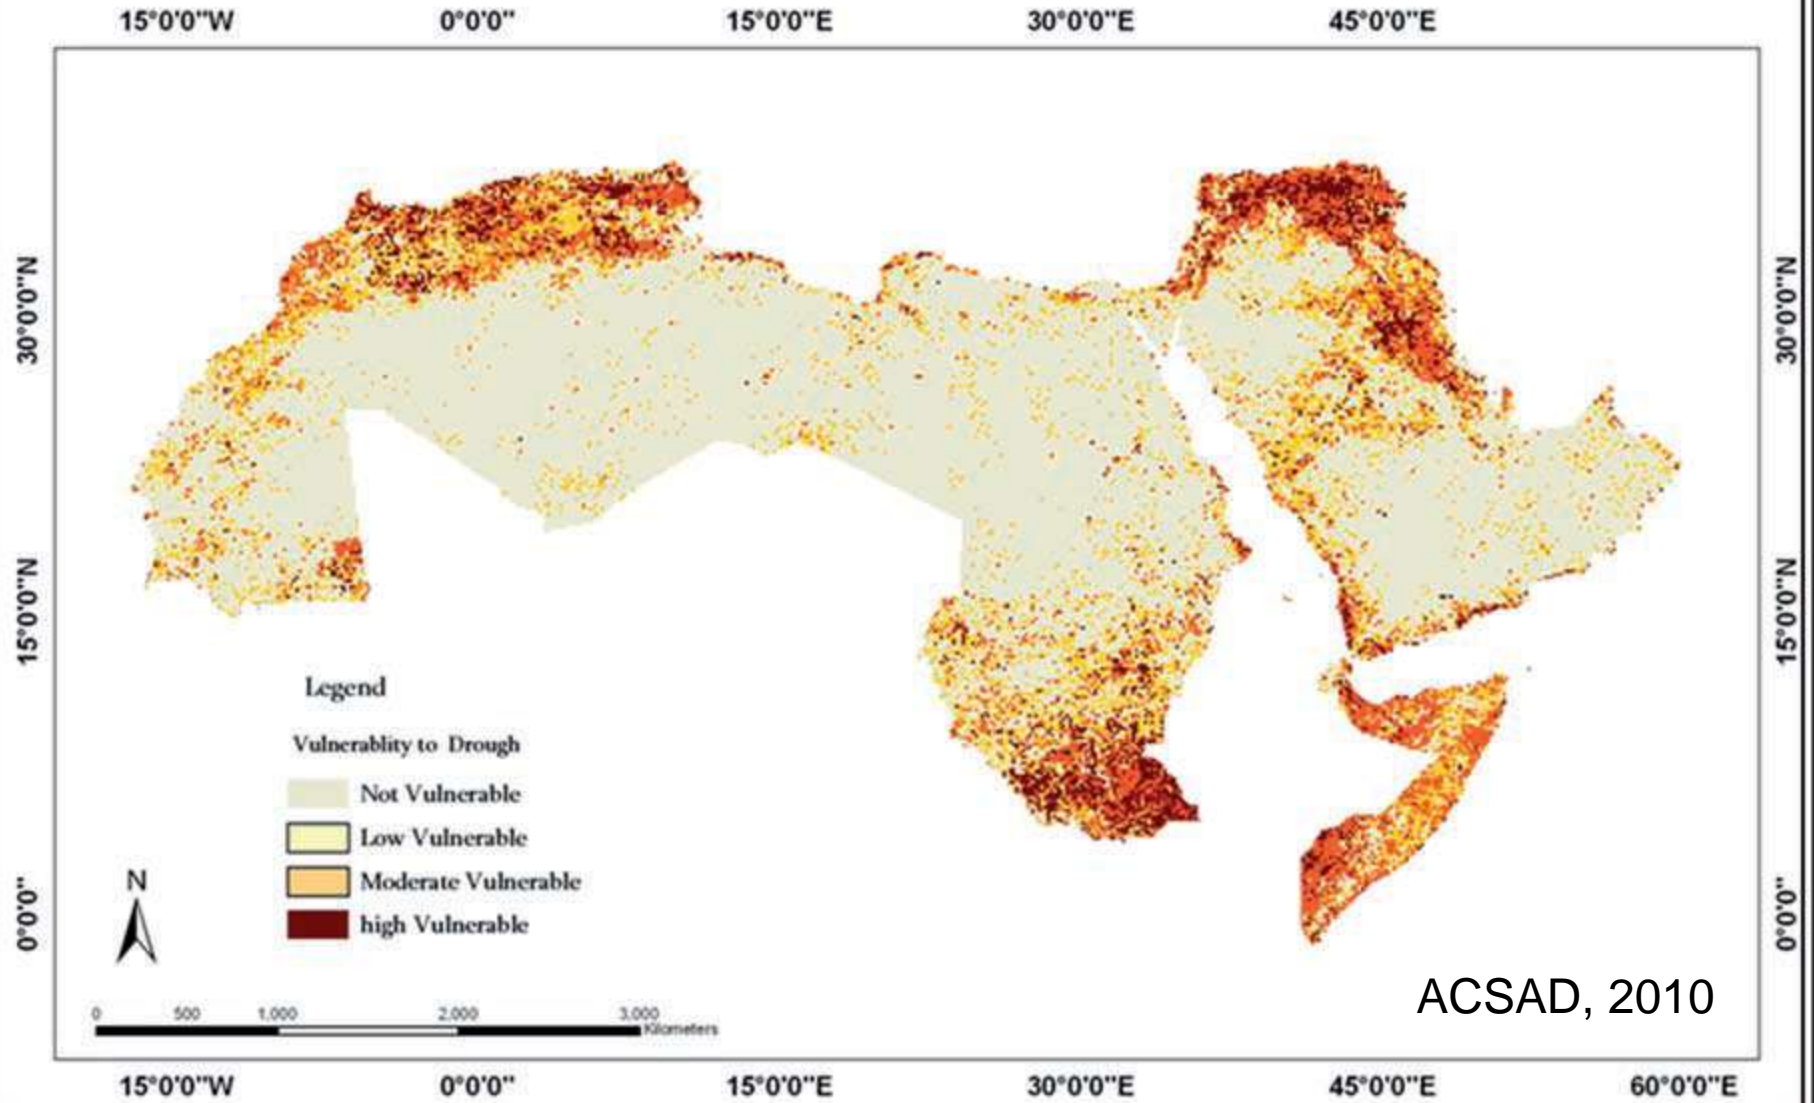 15°0'0"W 0°0'0" 15°0'0"E 30°0'0"E 45°0'0"E
30°0'0"N 30°0'0"N
15°0'0"N 15°0'0"N
Legend
Vulnerablity to Drough
Not Vulnerable
Low Vulnerable
Moderate Vulnerable
high Vulnerable
N
0°0'0" 0°0'0"
ACSAD, 2010
0 500 1,000 2,000 3,000
Kilometers
15°0'0"W 0°0'0" 15°0'0"E 30°0'0"E 45°0'0"E 60°0'0"E